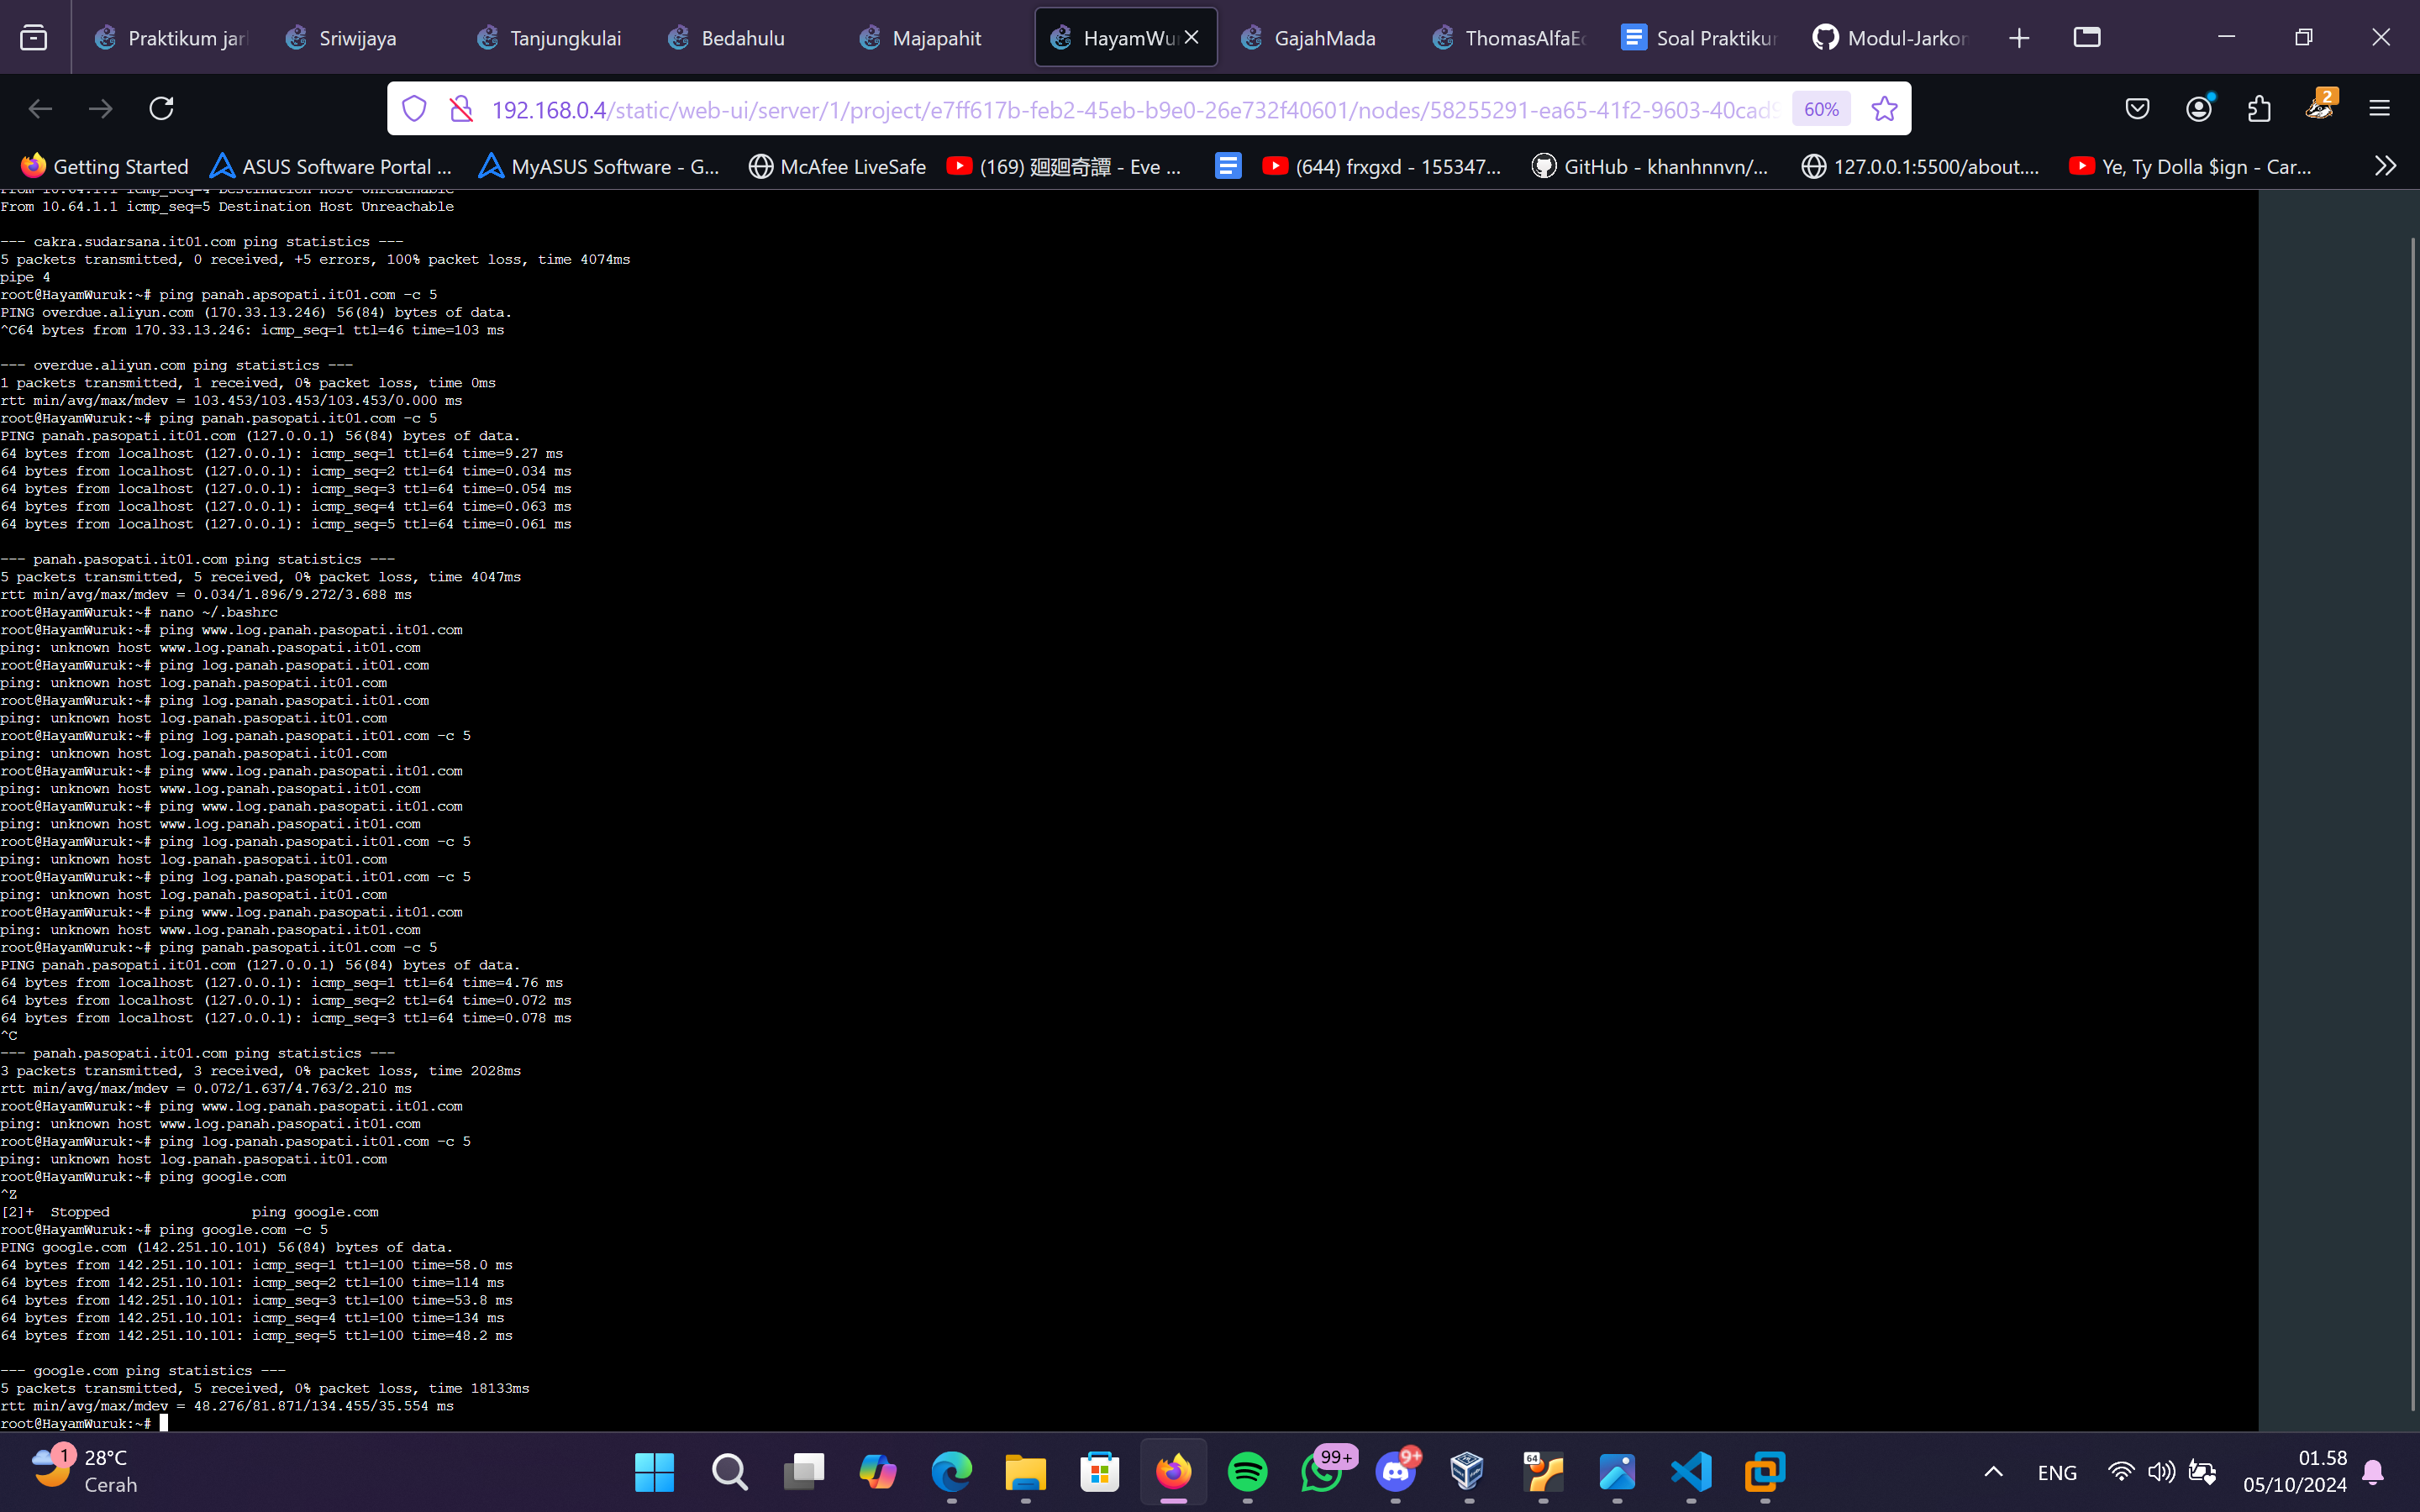 Praktikum jar
Sriwijaya
Tanjungkulai
Bedahulu
Majapahit
HayamWu
GajahMada
ThomasAlfaEd
Soal Praktikur
Modul-Jarkon
192.168.0.4/static/web-ui/server/1/project/e7ff617b-feb2-45eb-b9e0-26e732f40601/nodes/58255291-ea65-41f2-9603-40cad9
60%
2
Getting Started
ASUS Software Portal ...
MyASUS Software - G...
McAfee LiveSafe
(169) 廻廻奇譚 - Eve ...
(644) frxgxd - 155347...
GitHub - khanhnnvn/...
127.0.0.1:5500/about....
Ye, Ty Dolla $ign - Car...
From 10.64.1.1 icmp_seq=4 Destination Host Unreachable
From 10.64.1.1 icmp_seq=5 Destination Host Unreachable
--- cakra.sudarsana.it01.com ping statistics ---
5 packets transmitted, 0 received, +5 errors, 100% packet loss, time 4074ms
pipe 4
root@HayamWuruk:~# ping panah.apsopati.it01.com -c 5
PING overdue.aliyun.com (170.33.13.246) 56(84) bytes of data.
^C64 bytes from 170.33.13.246: icmp_seq=1 ttl=46 time=103 ms
--- overdue.aliyun.com ping statistics ---
1 packets transmitted, 1 received, 0% packet loss, time 0ms
rtt min/avg/max/mdev = 103.453/103.453/103.453/0.000 ms
root@HayamWuruk:~# ping panah.pasopati.it01.com -c 5
PING panah.pasopati.it01.com (127.0.0.1) 56(84) bytes of data.
64 bytes from localhost (127.0.0.1): icmp_seq=1 ttl=64 time=9.27 ms
64 bytes from localhost (127.0.0.1): icmp_seq=2 ttl=64 time=0.034 ms
64 bytes from localhost (127.0.0.1): icmp_seq=3 ttl=64 time=0.054 ms
64 bytes from localhost (127.0.0.1): icmp_seq=4 ttl=64 time=0.063 ms
64 bytes from localhost (127.0.0.1): icmp_seq=5 ttl=64 time=0.061 ms
--- panah.pasopati.it01.com ping statistics ---
5 packets transmitted, 5 received, 0% packet loss, time 4047ms
rtt min/avg/max/mdev = 0.034/1.896/9.272/3.688 ms
root@HayamWuruk:~# nano ~/.bashrc
root@HayamWuruk:~# ping www.log.panah.pasopati.it01.com
ping: unknown host www.log.panah.pasopati.it01.com
root@HayamWuruk:~# ping log.panah.pasopati.it01.com
ping: unknown host log.panah.pasopati.it01.com
root@HayamWuruk:~# ping log.panah.pasopati.it01.com
ping: unknown host log.panah.pasopati.it01.com
root@HayamWuruk:~# ping log.panah.pasopati.it01.com -c 5
ping: unknown host log.panah.pasopati.it01.com
root@HayamWuruk:~# ping www.log.panah.pasopati.it01.com
ping: unknown host www.log.panah.pasopati.it01.com
root@HayamWuruk:~# ping www.log.panah.pasopati.it01.com
ping: unknown host www.log.panah.pasopati.it01.com
root@HayamWuruk:~# ping log.panah.pasopati.it01.com -c 5
ping: unknown host log.panah.pasopati.it01.com
root@HayamWuruk:~# ping log.panah.pasopati.it01.com -c 5
ping: unknown host log.panah.pasopati.it01.com
root@HayamWuruk:~# ping www.log.panah.pasopati.it01.com
ping: unknown host www.log.panah.pasopati.it01.com
root@HayamWuruk:~# ping panah.pasopati.it01.com -c 5
PING panah.pasopati.it01.com (127.0.0.1) 56(84) bytes of data.
64 bytes from localhost (127.0.0.1): icmp_seq=1 ttl=64 time=4.76 ms
64 bytes from localhost (127.0.0.1): icmp_seq=2 ttl=64 time=0.072 ms
64 bytes from localhost (127.0.0.1): icmp_seq=3 ttl=64 time=0.078 ms
^C
--- panah.pasopati.it01.com ping statistics ---
3 packets transmitted, 3 received, 0% packet loss, time 2028ms
rtt min/avg/max/mdev = 0.072/1.637/4.763/2.210 ms
root@HayamWuruk:~# ping www.log.panah.pasopati.it01.com
ping: unknown host www.log.panah.pasopati.it01.com
root@HayamWuruk:~# ping log.panah.pasopati.it01.com -c 5
ping: unknown host log.panah.pasopati.it01.com
root@HayamWuruk:~# ping google.com
^Z
[2]+  Stopped                 ping google.com
root@HayamWuruk:~# ping google.com -c 5
PING google.com (142.251.10.101) 56(84) bytes of data.
64 bytes from 142.251.10.101: icmp_seq=1 ttl=100 time=58.0 ms
64 bytes from 142.251.10.101: icmp_seq=2 ttl=100 time=114 ms
64 bytes from 142.251.10.101: icmp_seq=3 ttl=100 time=53.8 ms
64 bytes from 142.251.10.101: icmp_seq=4 ttl=100 time=134 ms
64 bytes from 142.251.10.101: icmp_seq=5 ttl=100 time=48.2 ms
--- google.com ping statistics ---
5 packets transmitted, 5 received, 0% packet loss, time 18133ms
rtt min/avg/max/mdev = 48.276/81.871/134.455/35.554 ms
root@HayamWuruk:~#
1
28°C
Cerah
99+
9+
64
ENG
01.58
05/10/2024